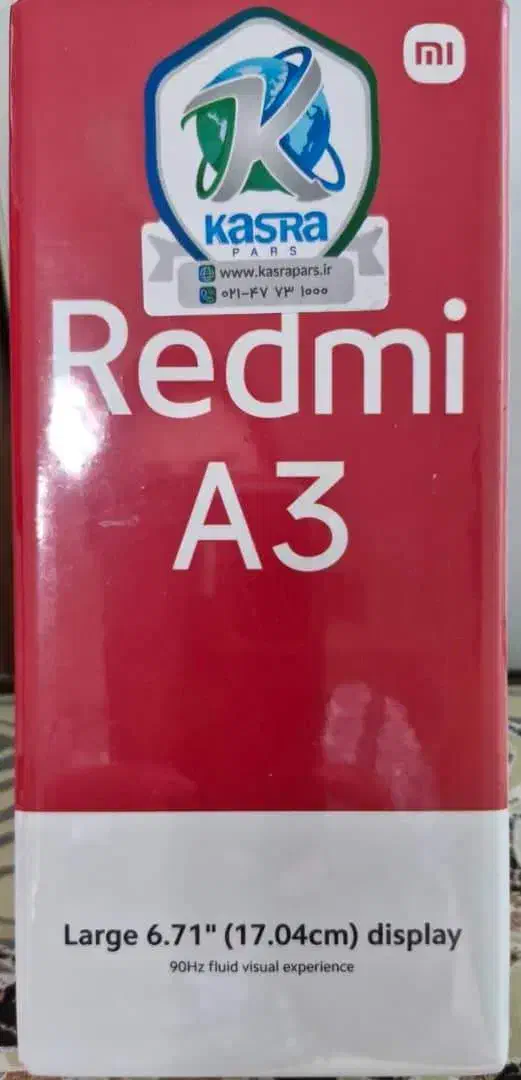 mi
KASRA
PARS
www.kasrapars.ir
۰۲۱-۴۷ ۷۳ ۱۰۰۰
Redmi
A3
Large 6.71" (17.04cm) display
90Hz fluid visual experience